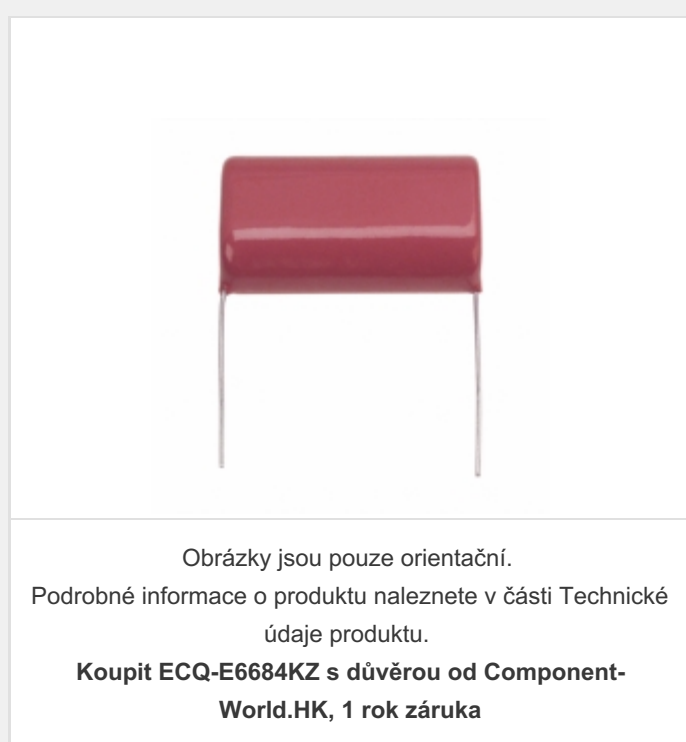 Obrázky jsou pouze orientační.
Podrobné informace o produktu naleznete v části Technické
údaje produktu.
Koupit ECQ-E6684KZ s důvěrou od Component-
World.HK, 1 rok záruka